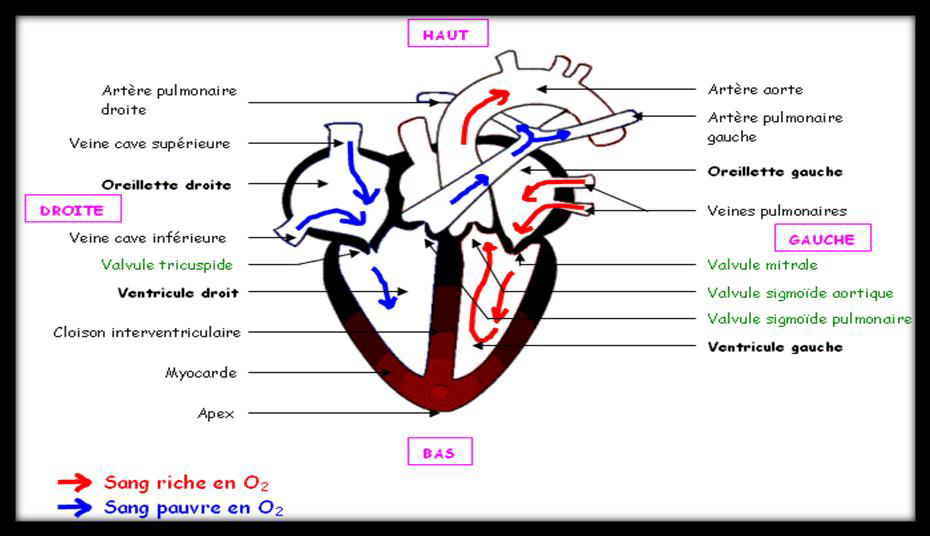 HAUT
Artère pulmonaire
droite
Veine cave supérieure
Oreillette droite
DROITE
Veine cave inférieure
Valvule tricuspide
Ventricule droit
Cloison interventriculaire
Myocarde
Apex
Artère aorte
Artère pulmonaire
gauche
Oreillette gauche
Veines pulmonaires
GAUCHE
Valvule mitrale
Valvule sigmoïde aortique
Valvule sigmoïde pulmonaire
Ventricule gauche
BAS
Sang riche en O₂
Sang pauvre en O₂